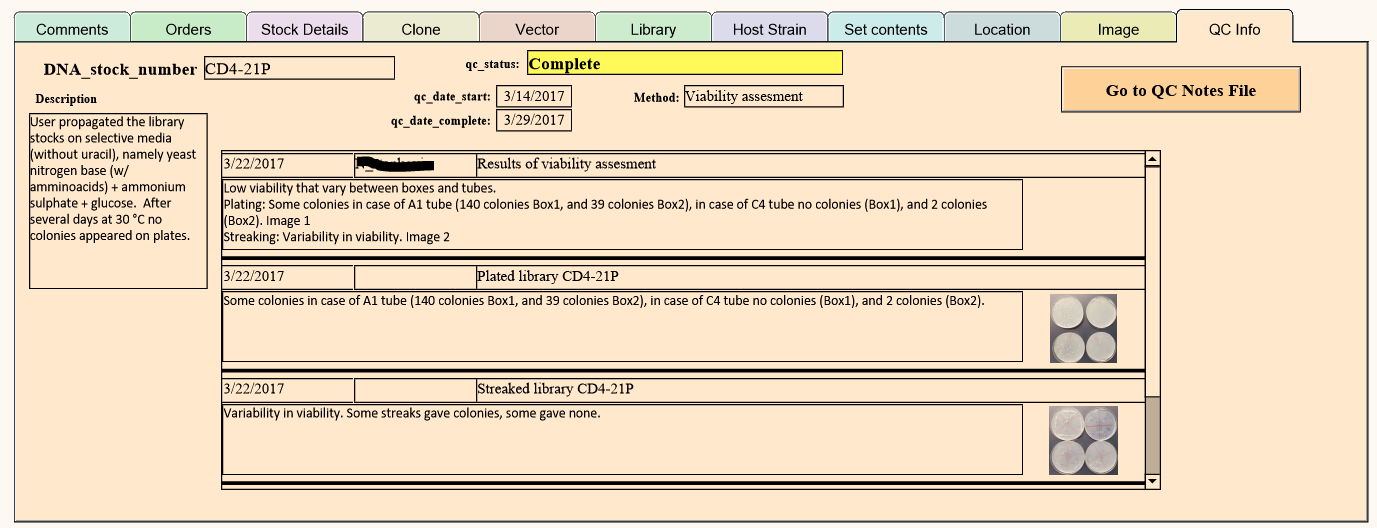 Comments Orders Stock Details Clone Vector Library Host Strain Set contents Location Image QC Info
DNA_stock_number CD4-21P
qc_status: Complete
Go to QC Notes File
Description
qc_date_start: 3/14/2017
Method: Viability assesment
qc_date_complete: 3/29/2017
User propagated the library
stocks on selective media
(without uracil), namely yeast
nitrogen base (w/
amminoacids) + ammonium
sulphate + glucose. After
several days at 30 °C no
colonies appeared on plates.
3/22/2017 Results of viability assesment
Low viability that vary between boxes and tubes.
Plating: Some colonies in case of A1 tube (140 colonies Box1, and 39 colonies Box2), in case of C4 tube no colonies (Box1), and 2 colonies
(Box2). Image 1
Streaking: Variability in viability. Image 2
3/22/2017 Plated library CD4-21P
Some colonies in case of A1 tube (140 colonies Box1, and 39 colonies Box2), in case of C4 tube no colonies (Box1), and 2 colonies (Box2).
3/22/2017 Streaked library CD4-21P
Variability in viability. Some streaks gave colonies, some gave none.